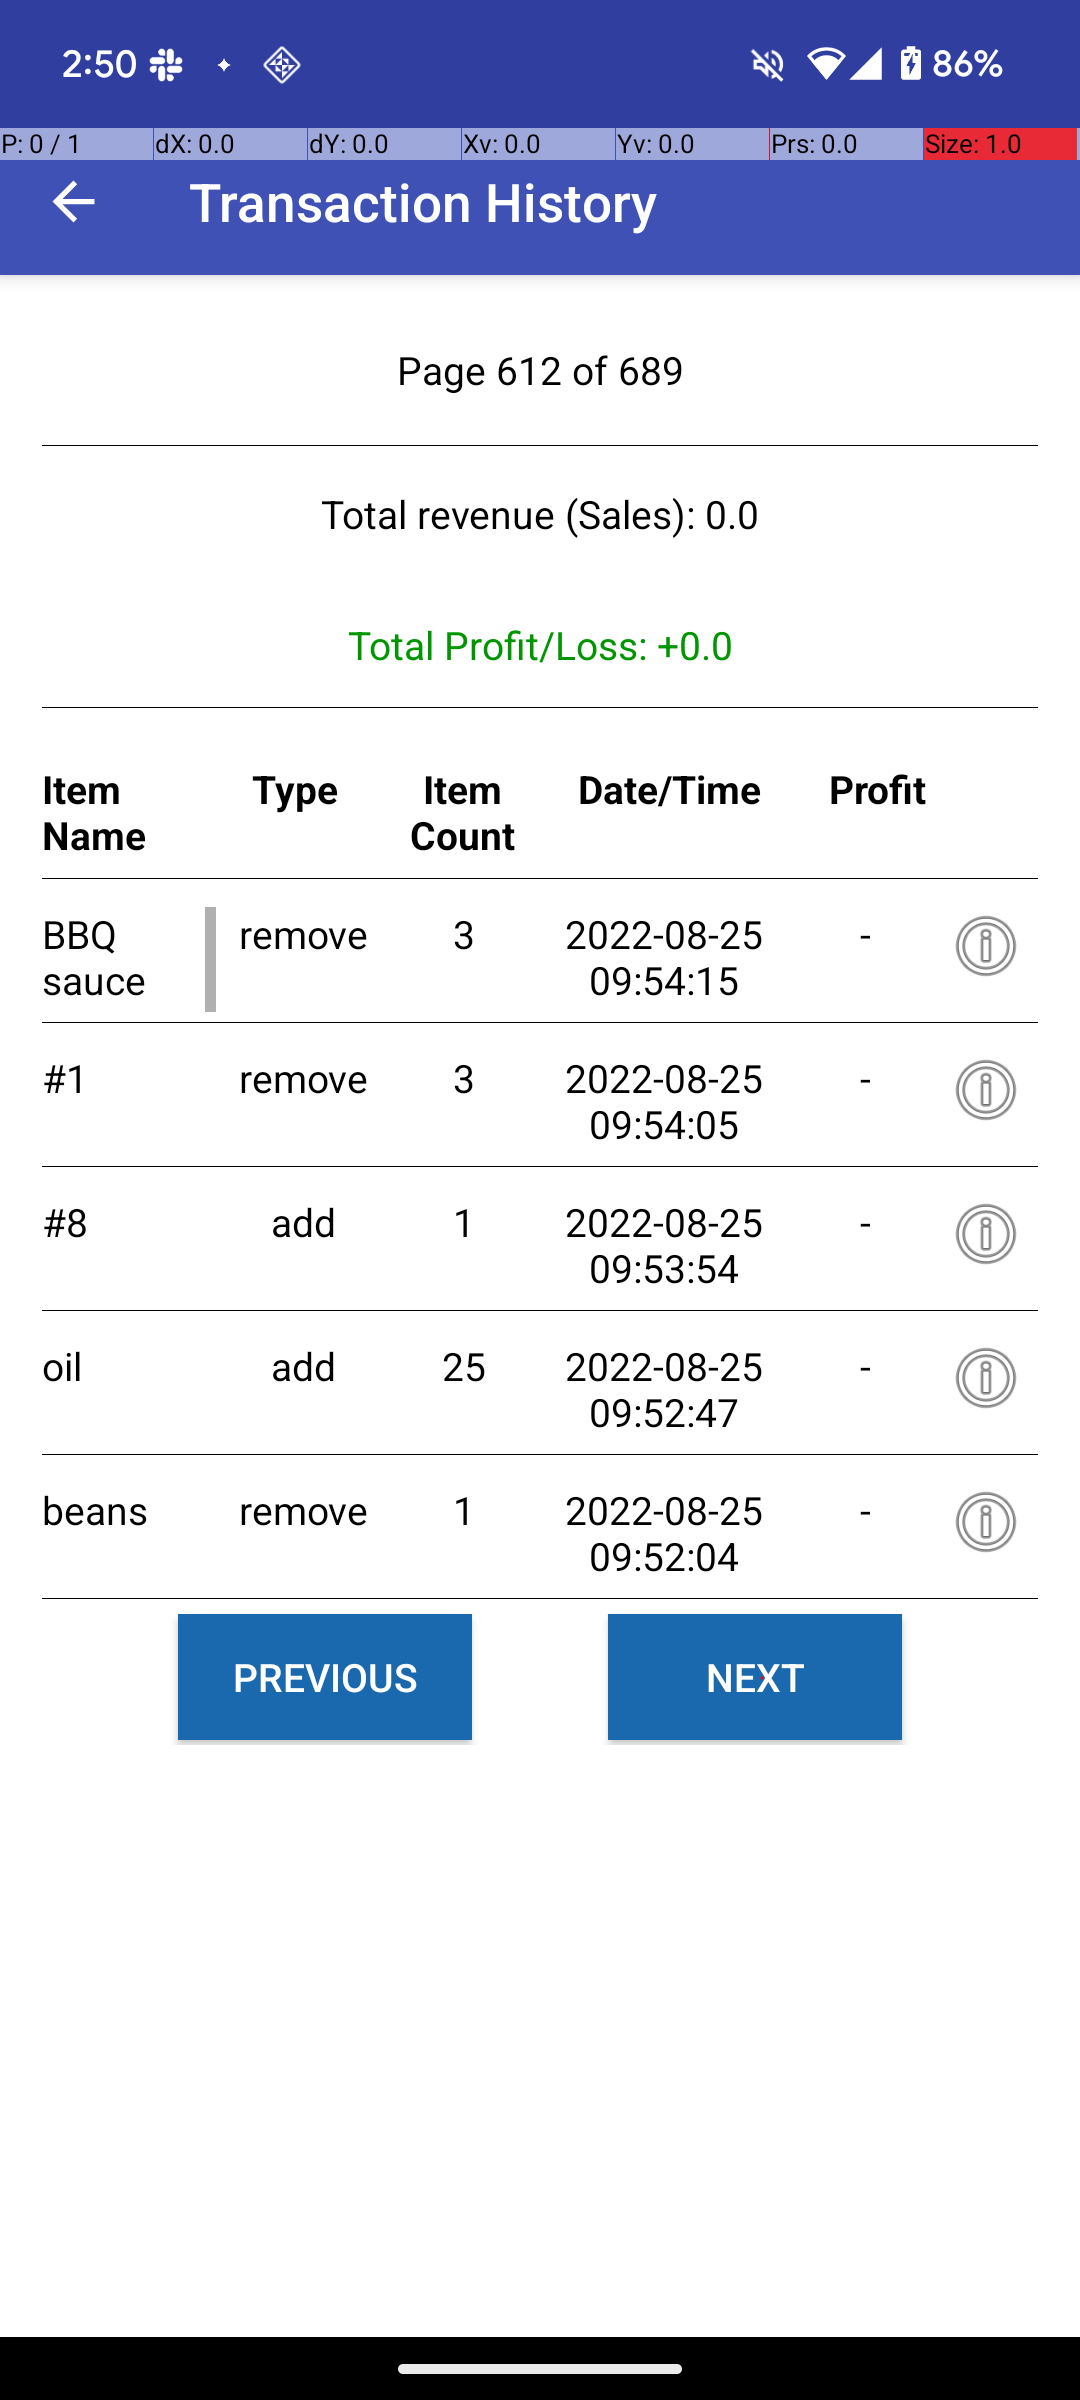 2:50 86%
P: 0 / 1 dX: 0.0 dY: 0.0 Xv: 0.0 Yv: 0.0 Prs: 0.0 Size: 1.0
Transaction History
Page 612 of 689
Total revenue (Sales): 0.0
Total Profit/Loss: +0.0
Item Name Type Item Count Date/Time Profit
BBQ sauce remove 3 2022-08-25 09:54:15 -
#1 remove 3 2022-08-25 09:54:05 -
#8 add 1 2022-08-25 09:53:54 -
oil add 25 2022-08-25 09:52:47 -
beans remove 1 2022-08-25 09:52:04 -
PREVIOUS NEXT